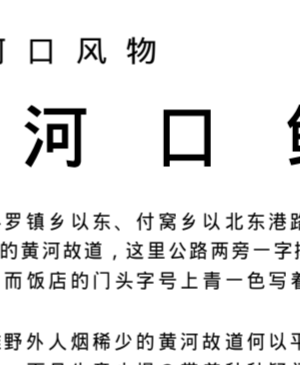 河口风物
河口
罗镇乡以东、付窝乡以北东港路
的黄河故道，这里公路两旁一字排
而饭店的门头字号上青一色写着
野外人烟稀少的黄河故道何以平